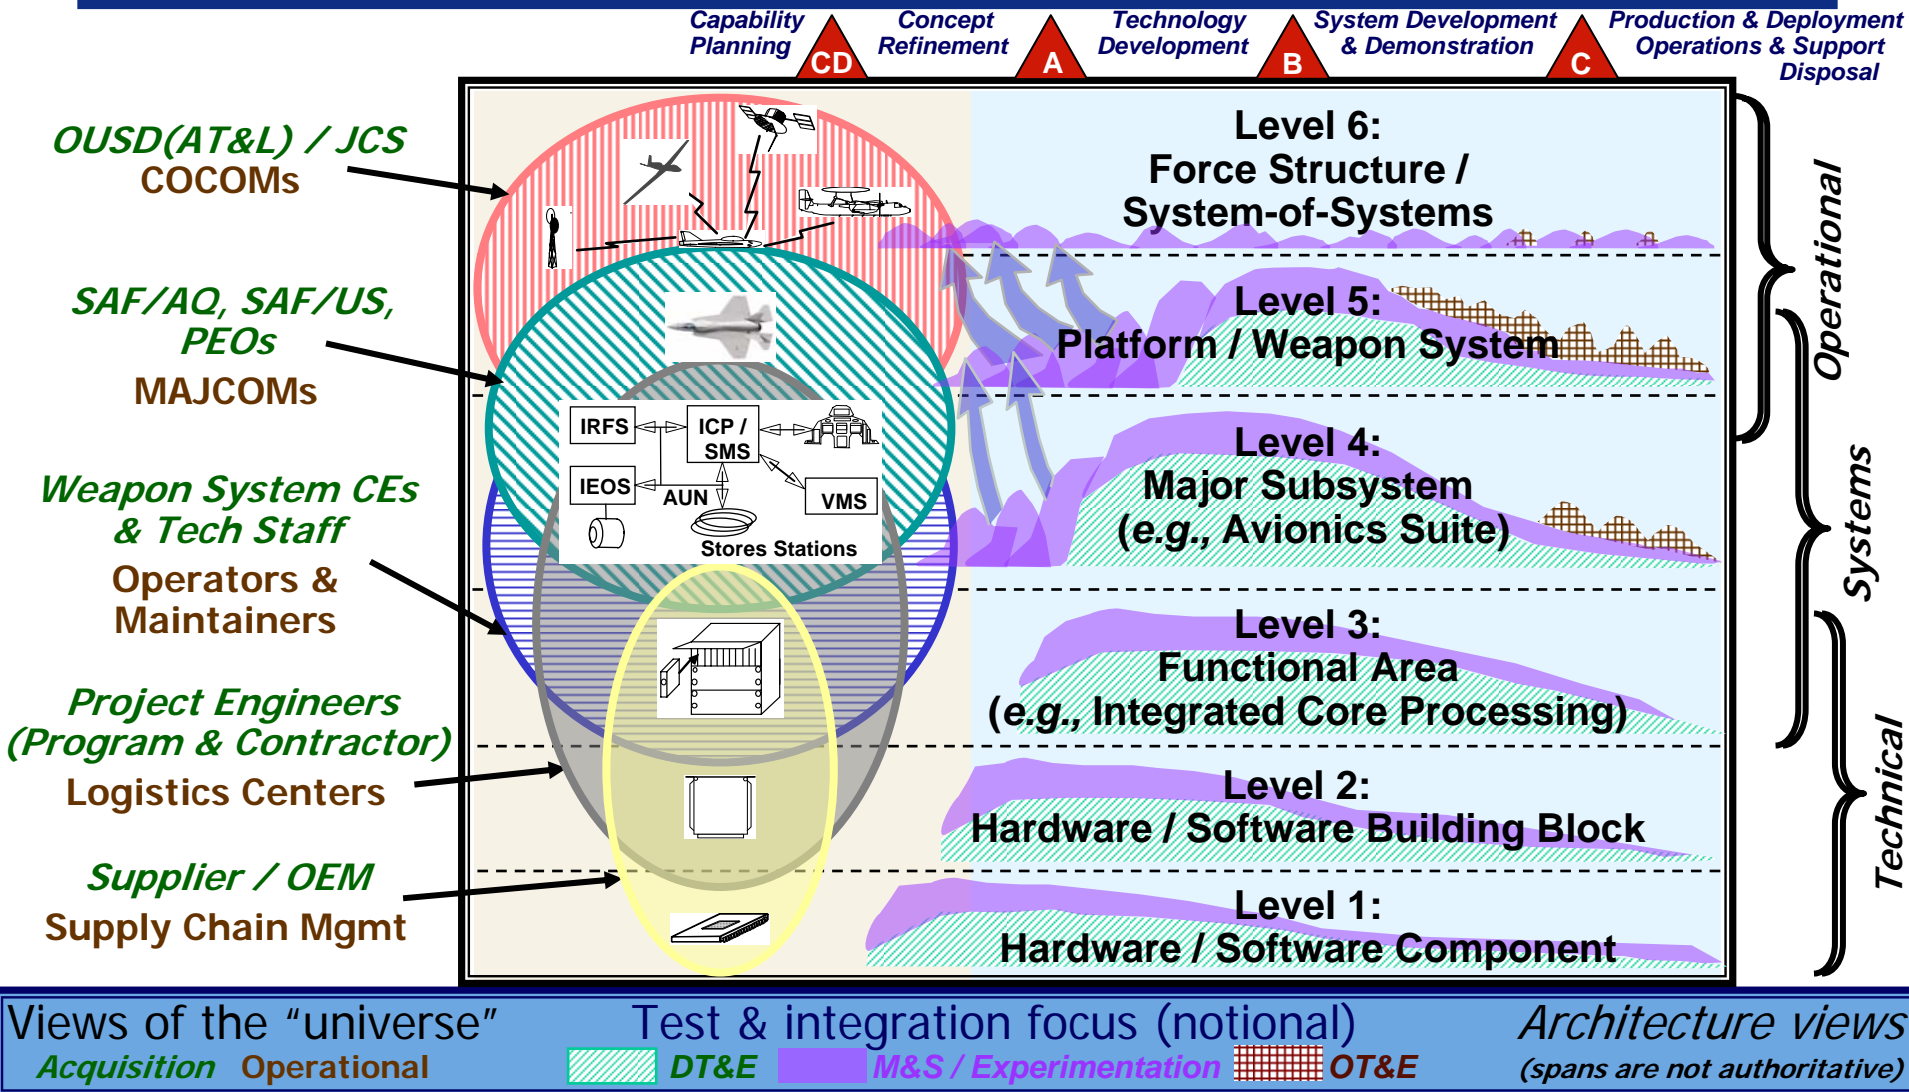 Capability
Planning
CD
Concept
Refinement
A
Technology
Development
B
System Development
& Demonstration
C
Production & Deployment
Operations & Support
Disposal
OUSD(AT&L) / JCS
COCOMs
SAF/AQ, SAF/US,
PEOs
MAJCOMs
Weapon System CEs
& Tech Staff
Operators &
Maintainers
Project Engineers
(Program & Contractor)
Logistics Centers
Supplier / OEM
Supply Chain Mgmt
IRFS
ICP /
SMS
IEOS
AUN
VMS
Stores Stations
Level 6:
Force Structure /
System-of-Systems
Level 5:
Platform / Weapon System
Level 4:
Major Subsystem
(e.g., Avionics Suite)
Level 3:
Functional Area
(e.g., Integrated Core Processing)
Level 2:
Hardware / Software Building Block
Level 1:
Hardware / Software Component
Operational
Systems
Technical
Views of the “universe”
Acquisition Operational
Test & integration focus (notional)
DT&E
M&S / Experimentation
OT&E
Architecture views
(spans are not authoritative)